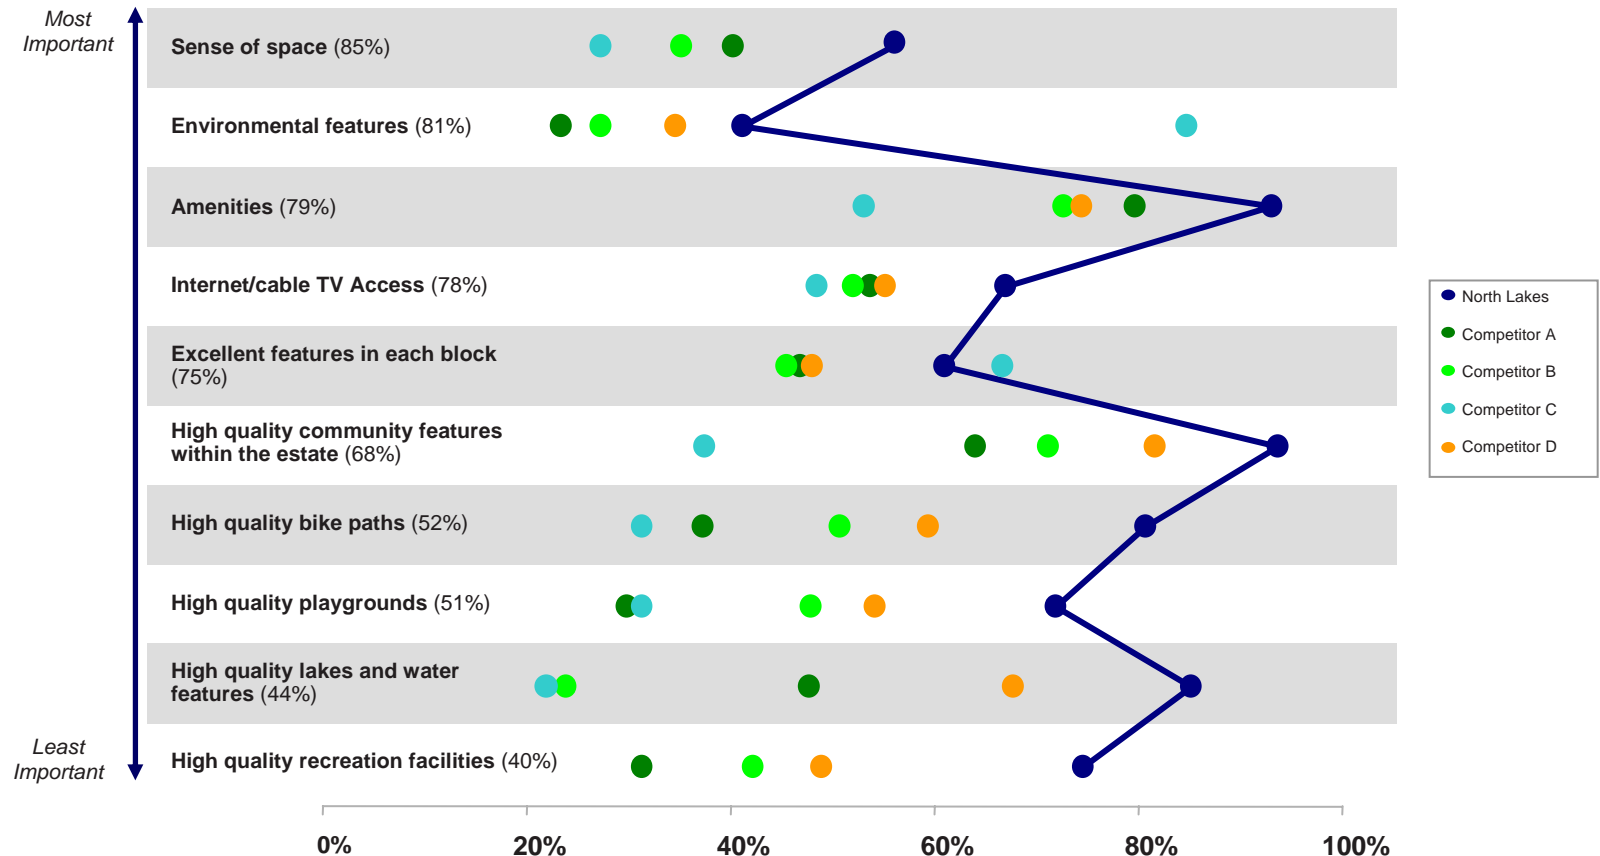 Most
Important
Sense of space (85%)
Environmental features (81%)
Amenities (79%)
Internet/cable TV Access (78%)
Excellent features in each block
(75%)
High quality community features
within the estate (68%)
High quality bike paths (52%)
High quality playgrounds (51%)
High quality lakes and water
features (44%)
High quality recreation facilities (40%)
Least
Important
0% 20% 40% 60% 80% 100%
North Lakes
Competitor A
Competitor B
Competitor C
Competitor D